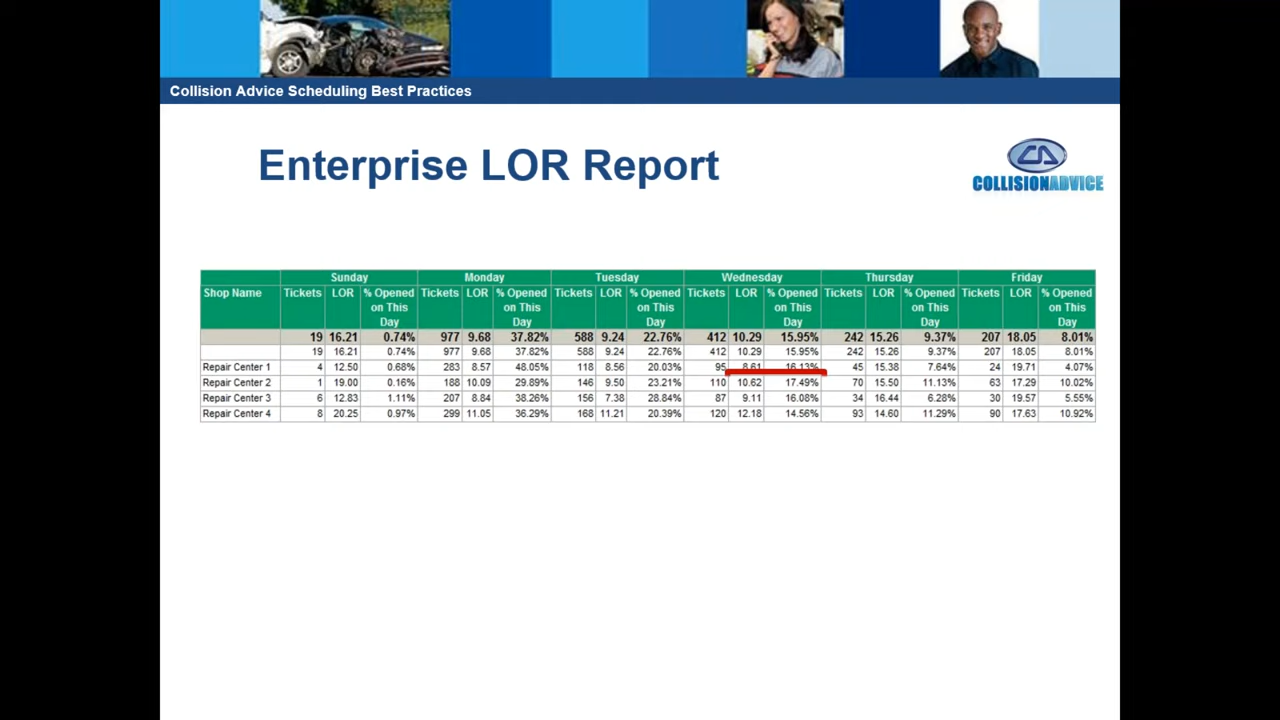 Collision Advice Scheduling Best Practices
Enterprise LOR Report
COLLISIONADVICE
Sunday Monday Tuesday Wednesday Thursday Friday
Shop Name Tickets LOR % Opened on This Day Tickets LOR % Opened on This Day Tickets LOR % Opened on This Day Tickets LOR % Opened on This Day Tickets LOR % Opened on This Day Tickets LOR % Opened on This Day
19 16.21 0.74% 977 9.68 37.82% 588 9.24 22.76% 412 10.29 15.95% 242 15.26 9.37% 207 18.05 8.01%
19 16.21 0.74% 977 9.68 37.82% 588 9.24 22.76% 412 10.29 15.95% 242 15.26 9.37% 207 18.05 8.01%
Repair Center 1 4 12.50 0.68% 283 8.57 48.05% 118 8.56 20.03% 95 8.61 16.13% 45 15.38 7.64% 24 19.71 4.07%
Repair Center 2 1 19.00 0.16% 188 10.09 29.89% 146 9.50 23.21% 110 10.62 17.49% 70 15.50 11.13% 63 17.29 10.02%
Repair Center 3 6 12.83 1.11% 207 8.84 38.26% 156 7.38 28.84% 87 9.11 16.08% 34 16.44 6.28% 30 19.57 5.55%
Repair Center 4 8 20.25 0.97% 299 11.05 36.29% 168 11.21 20.39% 120 12.18 14.56% 93 14.60 11.29% 90 17.63 10.92%